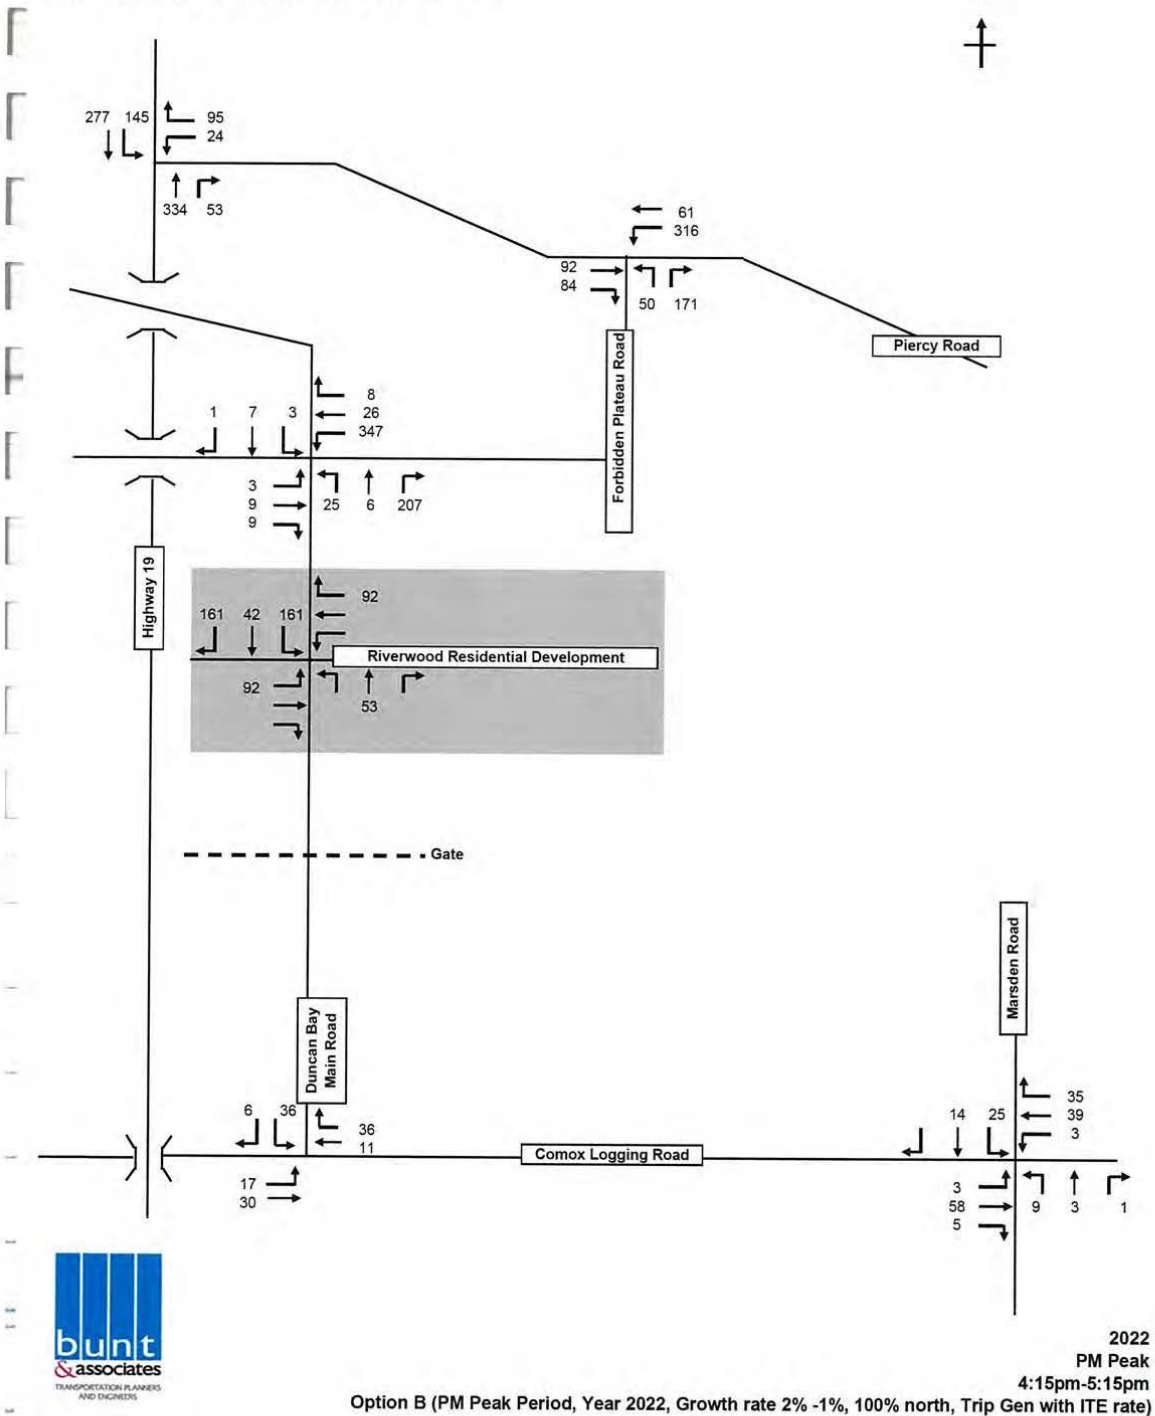 277 145 95
24
334 53
61
316
92
84
50 171
Piercy Road
Forbidden Plateau Road
8
1 7 3 26
347
3
9 25 6 207
9
Highway 19
92
161 42 161
Riverwood Residential Development
92
53
Gate
Marsden Road
Duncan Bay
Main Road
6 36
36
11
17
30
Comox Logging Road
35
14 25 39
3
3
58 9 3 1
5
bunt
& associates
TRANSPORTATION PLANNERS
AND ENGINEERS
2022
PM Peak
4:15pm-5:15pm
Option B (PM Peak Period, Year 2022, Growth rate 2% -1%, 100% north, Trip Gen with ITE rate)